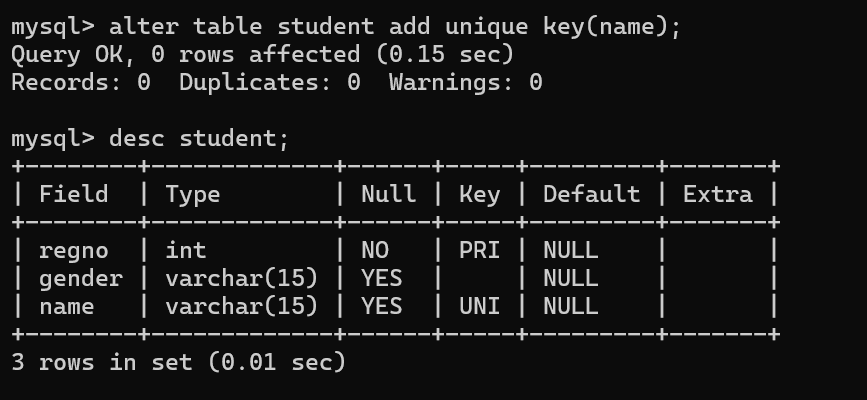 mysql> alter table student add unique key(name);
Query OK, 0 rows affected (0.15 sec)
Records: 0  Duplicates: 0  Warnings: 0

mysql> desc student;
+--------+-------------+------+-----+---------+-------+
| Field  | Type        | Null | Key | Default | Extra |
+--------+-------------+------+-----+---------+-------+
| regno  | int         | NO   | PRI | NULL    |       |
| gender | varchar(15) | YES  |     | NULL    |       |
| name   | varchar(15) | YES  | UNI | NULL    |       |
+--------+-------------+------+-----+---------+-------+
3 rows in set (0.01 sec)